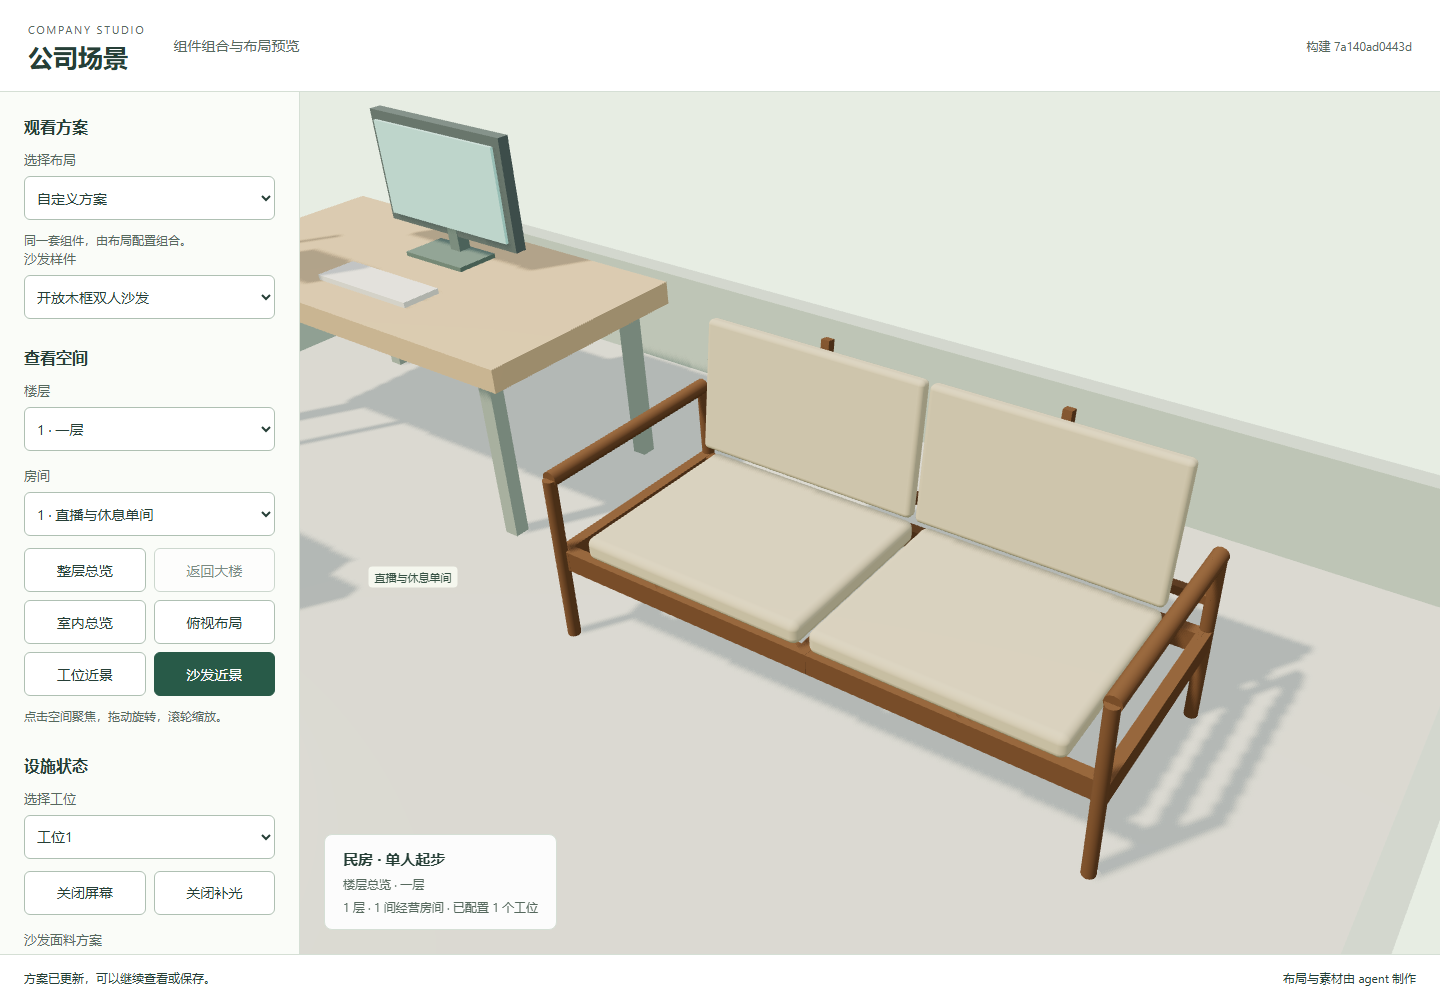 COMPANY STUDIO
公司场景
组件组合与布局预览
构建 7a140ad0443d
观看方案
选择布局
自定义方案
同一套组件，由布局配置组合。
沙发样件
开放木框双人沙发
查看空间
楼层
1 · 一层
房间
1 · 直播与休息单间
整层总览
返回大楼
室内总览
俯视布局
工位近景
沙发近景
点击空间聚焦，拖动旋转，滚轮缩放。
设施状态
选择工位
工位1
关闭屏幕
关闭补光
沙发面料方案
直播与休息单间
民房 · 单人起步
楼层总览 · 一层
1 层 · 1 间经营房间 · 已配置 1 个工位
方案已更新，可以继续查看或保存。
布局与素材由 agent 制作